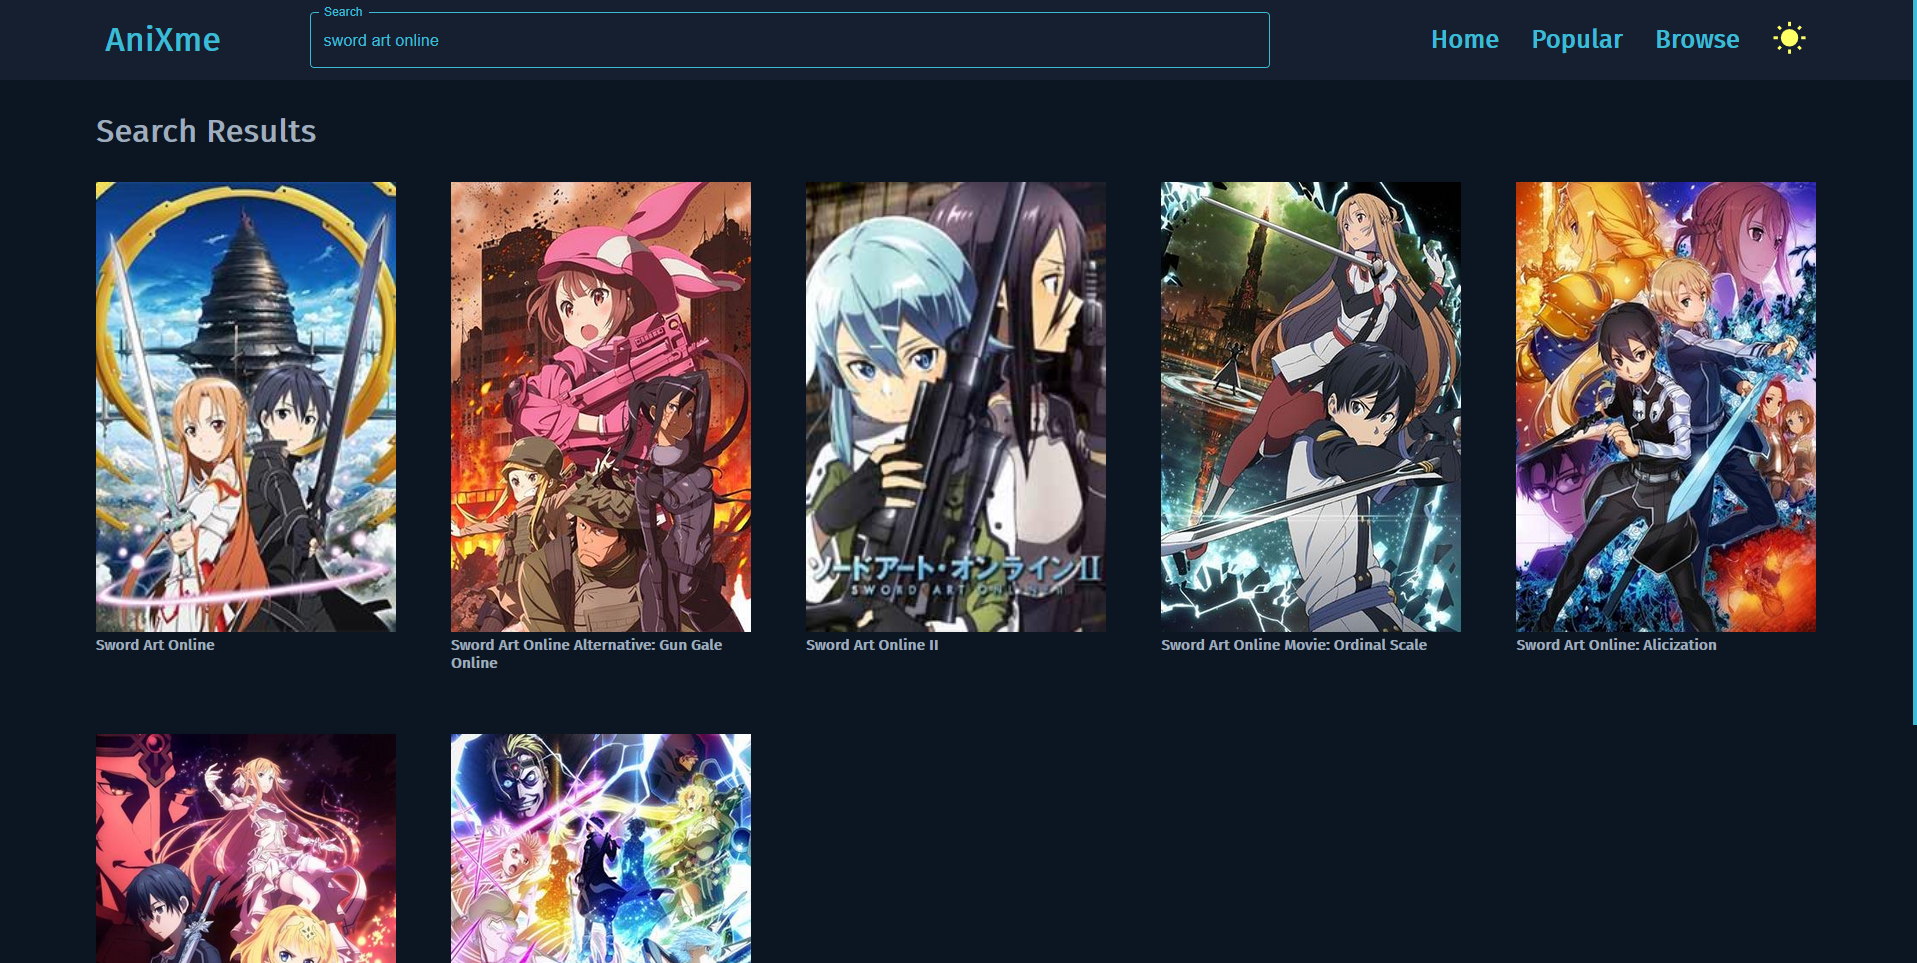 AniXme
Search
sword art online
Home
Popular
Browse
Search Results
ソードアート・オンラインII
SWORD ART ONLINE II
Sword Art Online
Sword Art Online Alternative: Gun Gale
Online
Sword Art Online II
Sword Art Online Movie: Ordinal Scale
Sword Art Online: Alicization